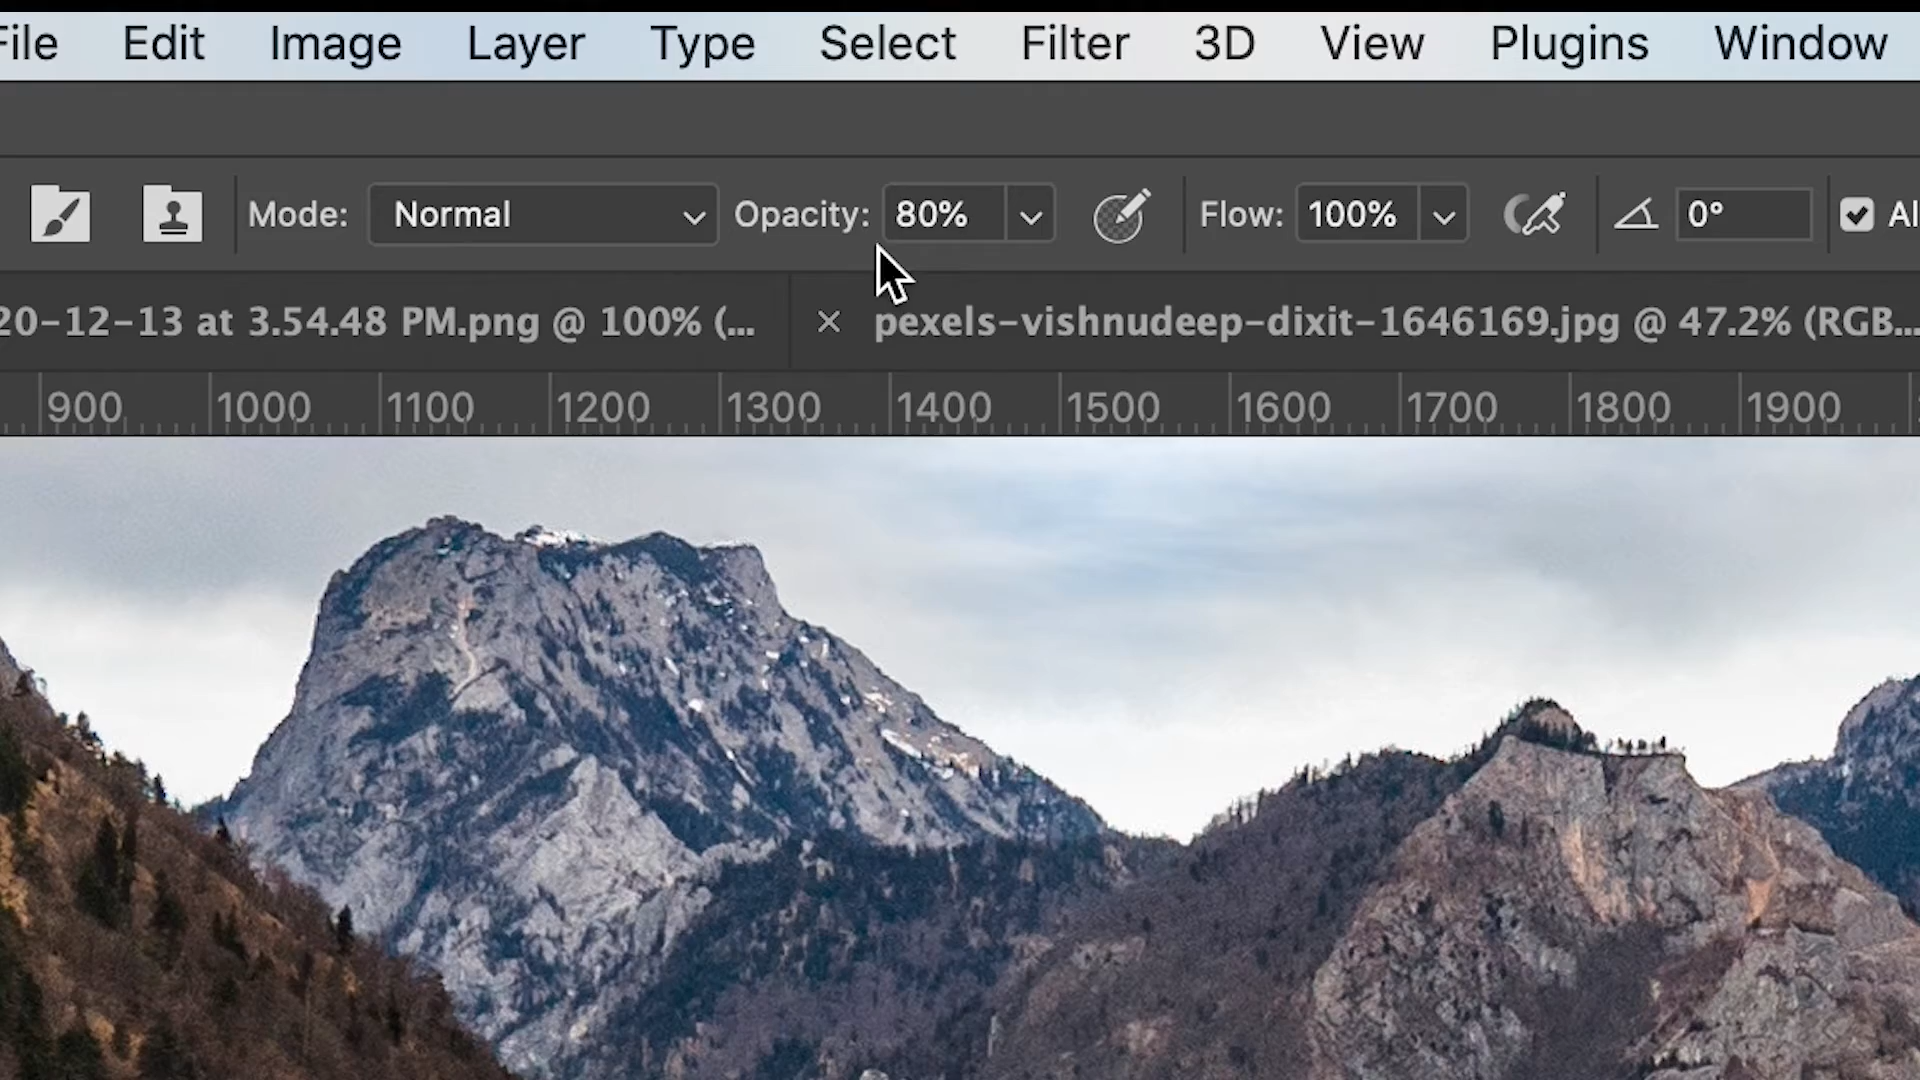 File Edit Image Layer Type Select Filter 3D View Plugins Window
Mode: Normal Opacity: 80% Flow: 100% 0° Al
20-12-13 at 3.54.48 PM.png @ 100% (... × pexels-vishnudeep-dixit-1646169.jpg @ 47.2% (RGB...
900 1000 1100 1200 1300 1400 1500 1600 1700 1800 1900